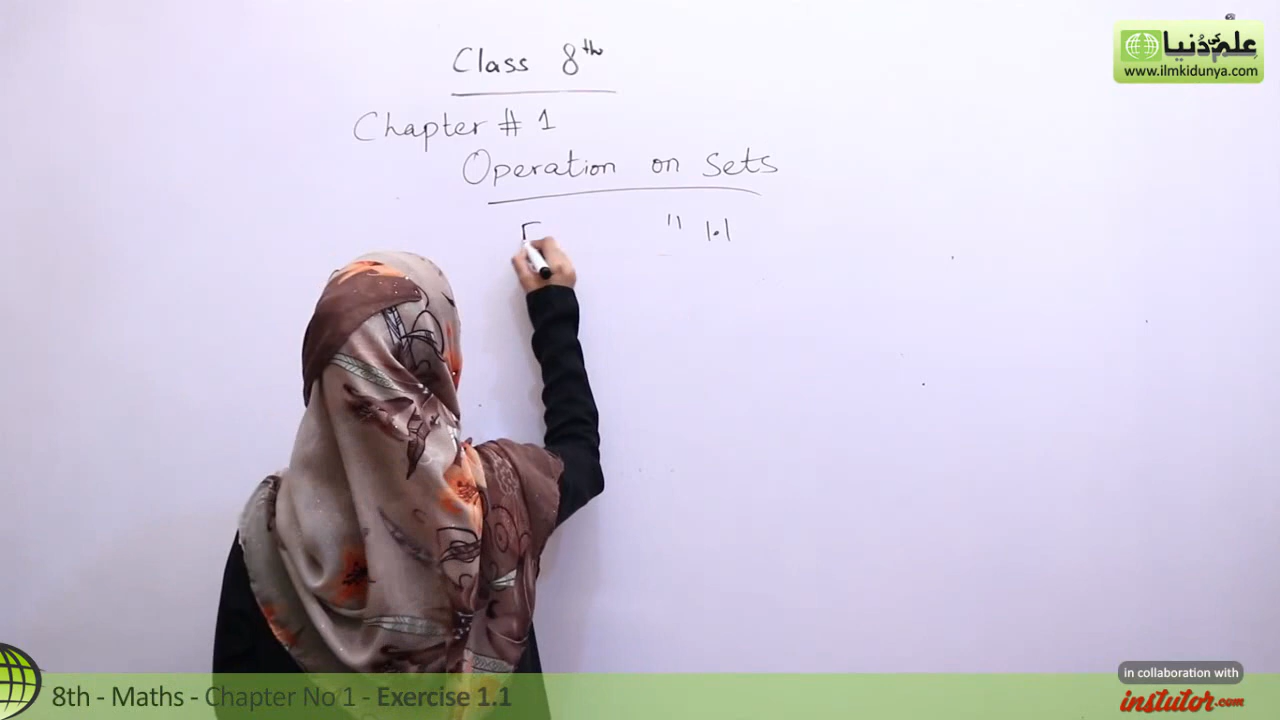 Class 8th
Chapter # 1
Operation on Sets
" 1.1
علم کی دُنیا
www.ilmkidunya.com
in collaboration with
instutor.com
8th - Maths - Chapter No 1 - Exercise 1.1